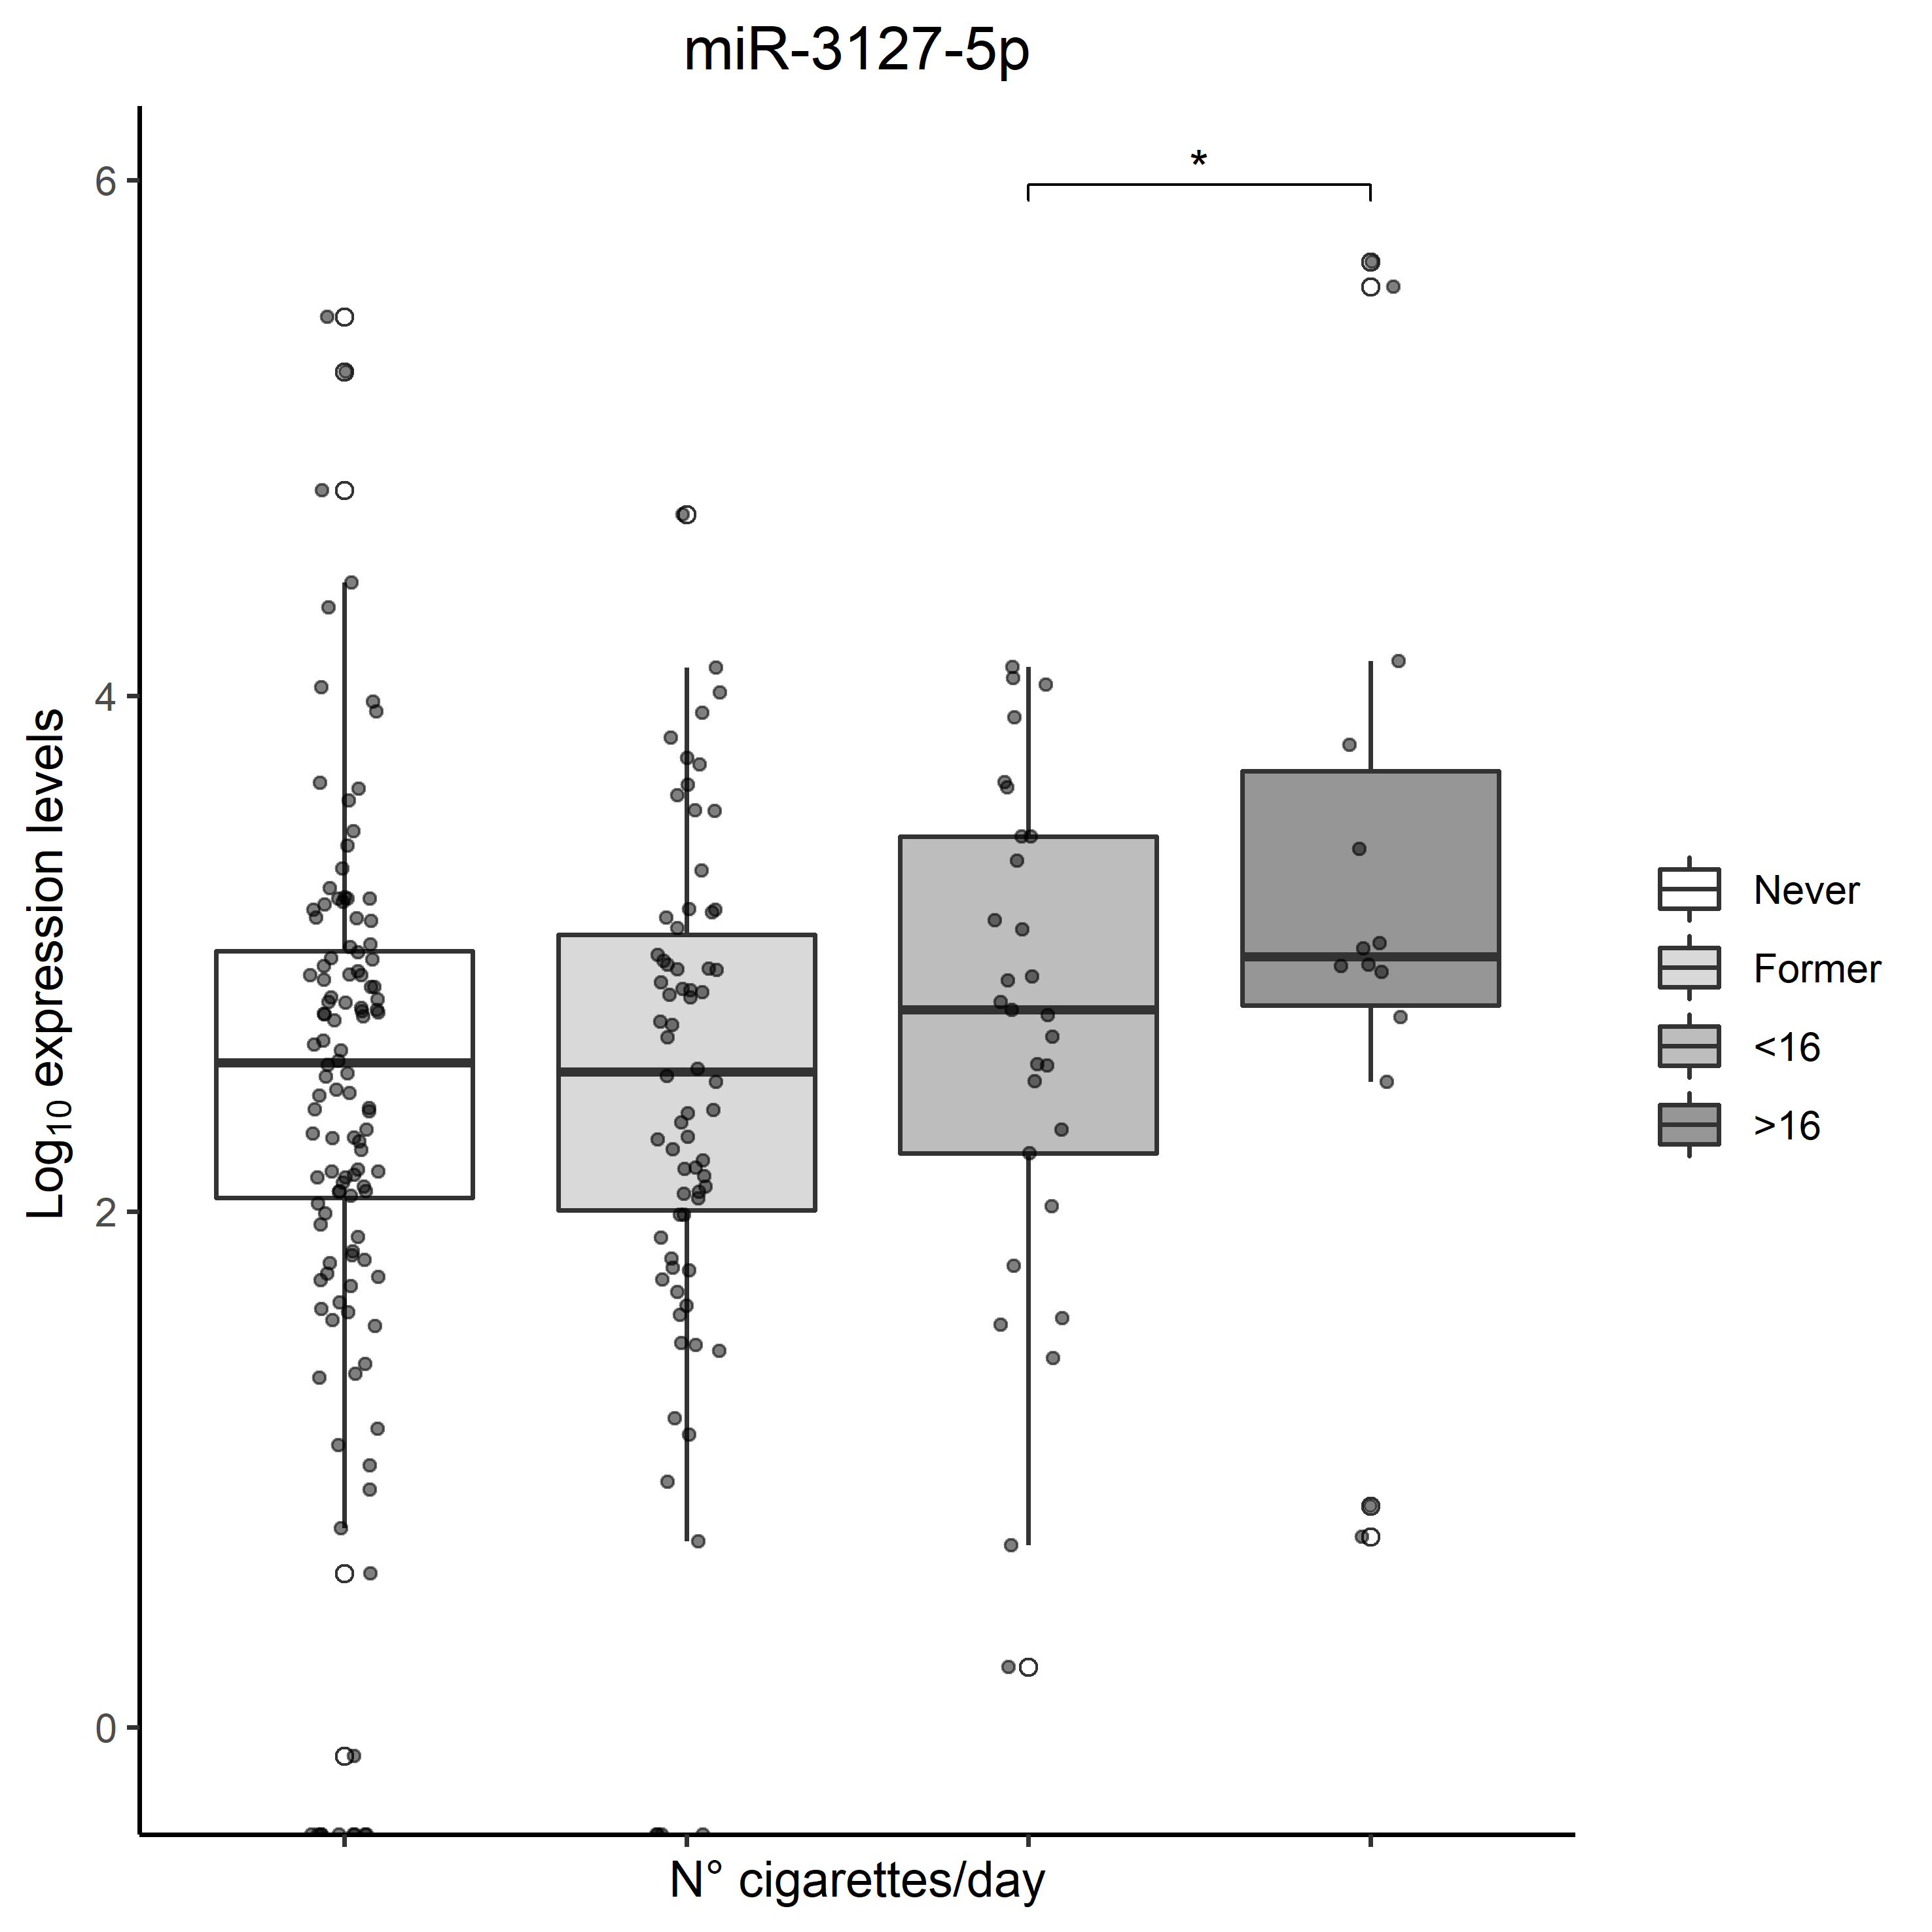 miR-3127-5p
*
6
4
2
0
Log10 expression levels
N° cigarettes/day
Never
Former
<16
>16